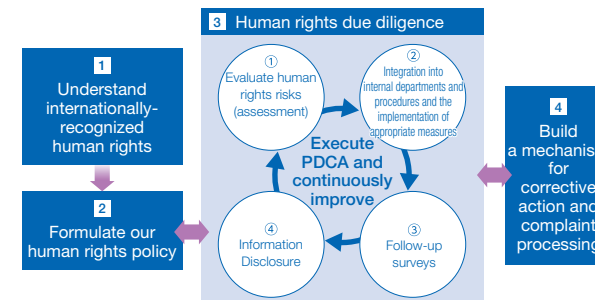 1
Understand
internationally-
recognized
human rights
2
Formulate our
human rights policy
3 Human rights due diligence
①
Evaluate human
rights risks
(assessment)
②
Integration into
internal departments and
procedures and the
implementation of
appropriate measures
Execute
PDCA and
continuously
improve
④
Information
Disclosure
③
Follow-up
surveys
4
Build
a mechanism
for
corrective
action and
complaint
processing